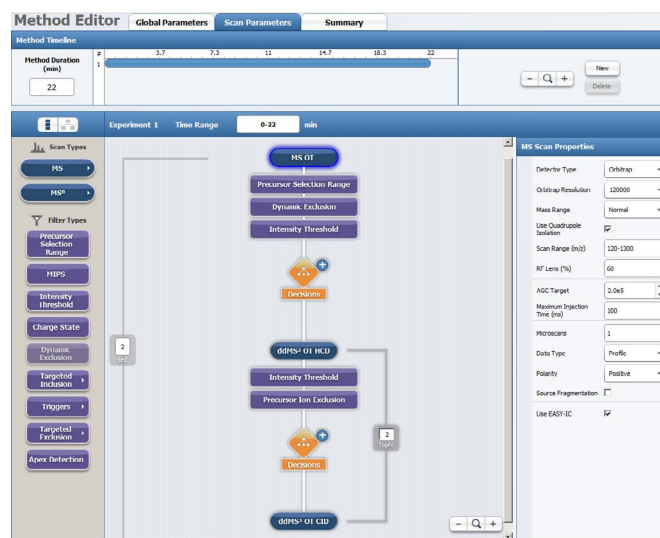 Method Editor
Global Parameters
Scan Parameters
Summary
Method Timeline
Method Duration
(min)
22
#
3.7
7.3
11
14.7
18.3
22
1
New
Delete
Experiment 1
Time Range
0-22
min
Scan Types
MS
MSⁿ
Filter Types
Precursor
Selection
Range
MIPS
Intensity
Threshold
Charge State
Dynamic
Exclusion
Targeted
Inclusion
Triggers
Targeted
Exclusion
Apex Detection
2
sec
MS OT
Precursor Selection Range
Dynamic Exclusion
Intensity Threshold
Decisions
ddMS² OT HCD
Intensity Threshold
Precursor Ion Exclusion
Decisions
2
TopN
ddMS³ OT CID
MS Scan Properties
Detector Type
Orbitrap
Orbitrap Resolution
120000
Mass Range
Normal
Use Quadrupole
Isolation
Scan Range (m/z)
120-1300
RF Lens (%)
60
AGC Target
2.0e5
Maximum Injection
Time (ms)
100
Microscans
1
Data Type
Profile
Polarity
Positive
Source Fragmentation
Use EASY-IC